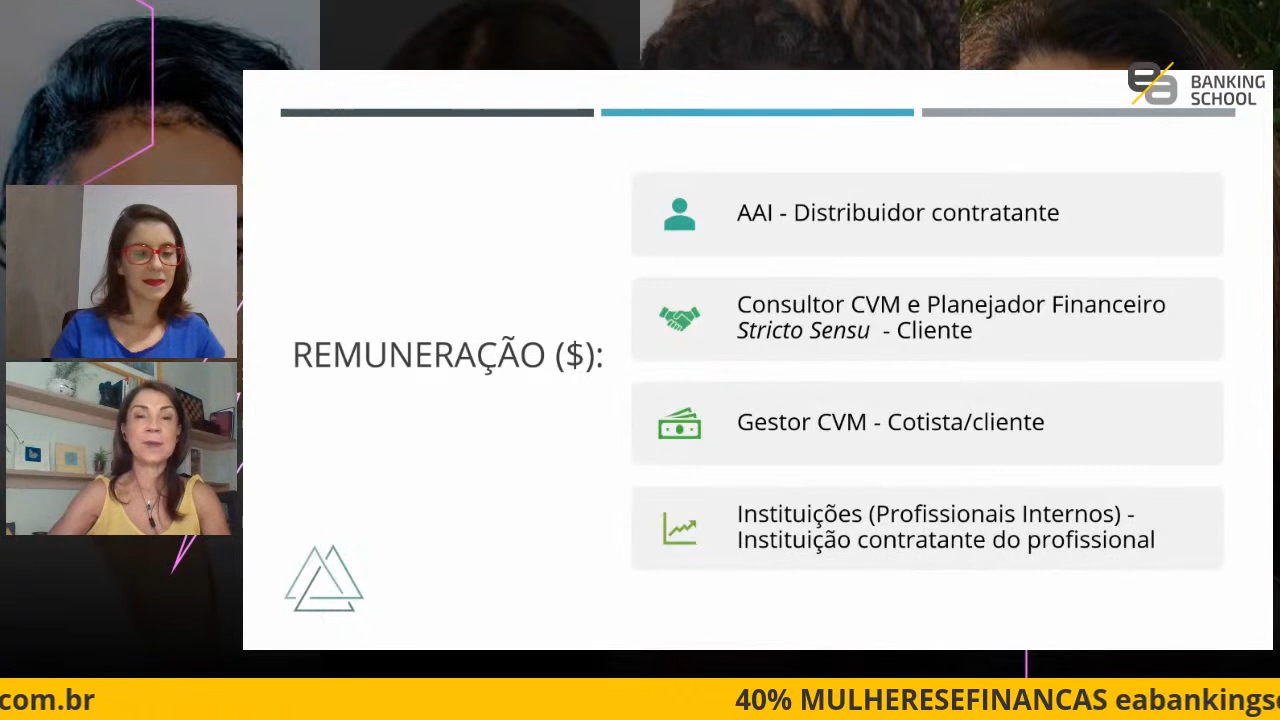 BANKING
SCHOOL
REMUNERAÇÃO ($):
AAI - Distribuidor contratante
Consultor CVM e Planejador Financeiro
Stricto Sensu - Cliente
Gestor CVM - Cotista/cliente
Instituições (Profissionais Internos) -
Instituição contratante do profissional
com.br 40% MULHERESEFINANCAS eabankings